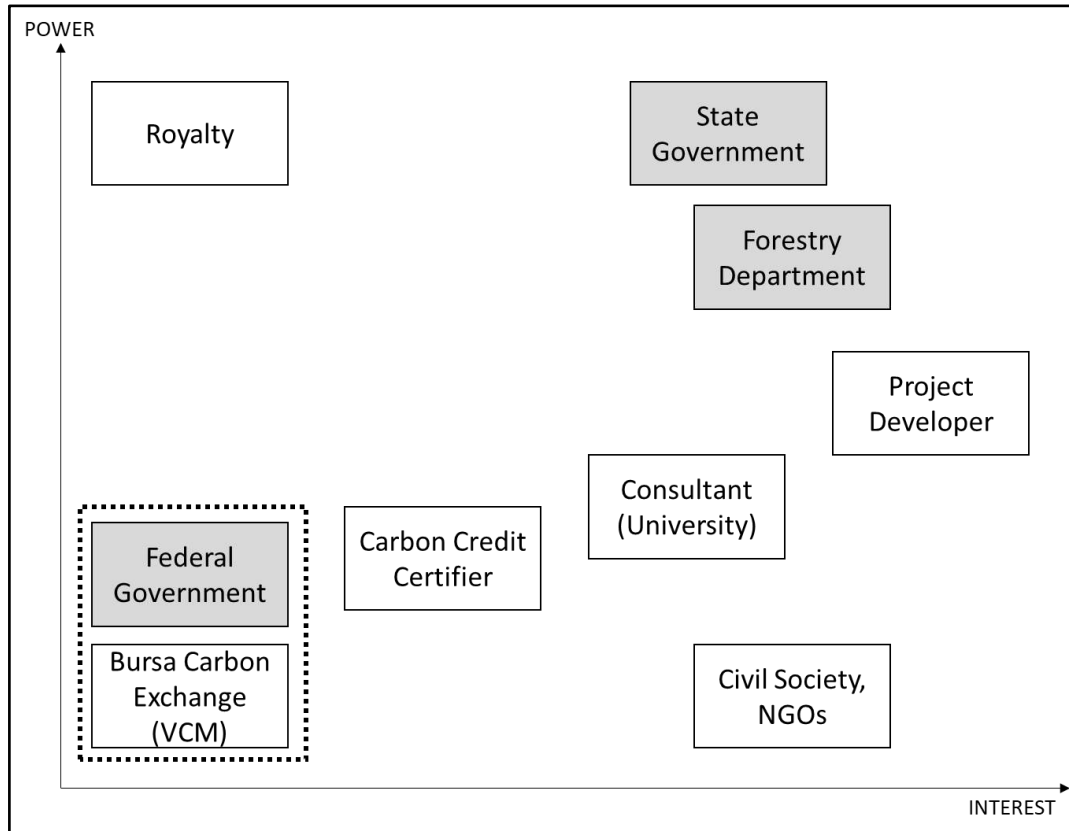 POWER
Royalty
State
Government
Forestry
Department
Project
Developer
Consultant
(University)
Carbon Credit
Certifier
Federal
Government
Bursa Carbon
Exchange
(VCM)
Civil Society,
NGOs
INTEREST